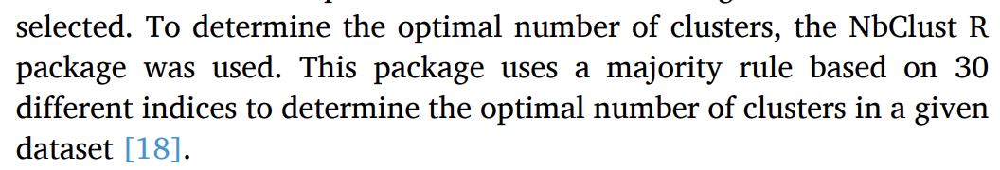 selected. To determine the optimal number of clusters, the NbClust R
package was used. This package uses a majority rule based on 30
different indices to determine the optimal number of clusters in a given
dataset [18].